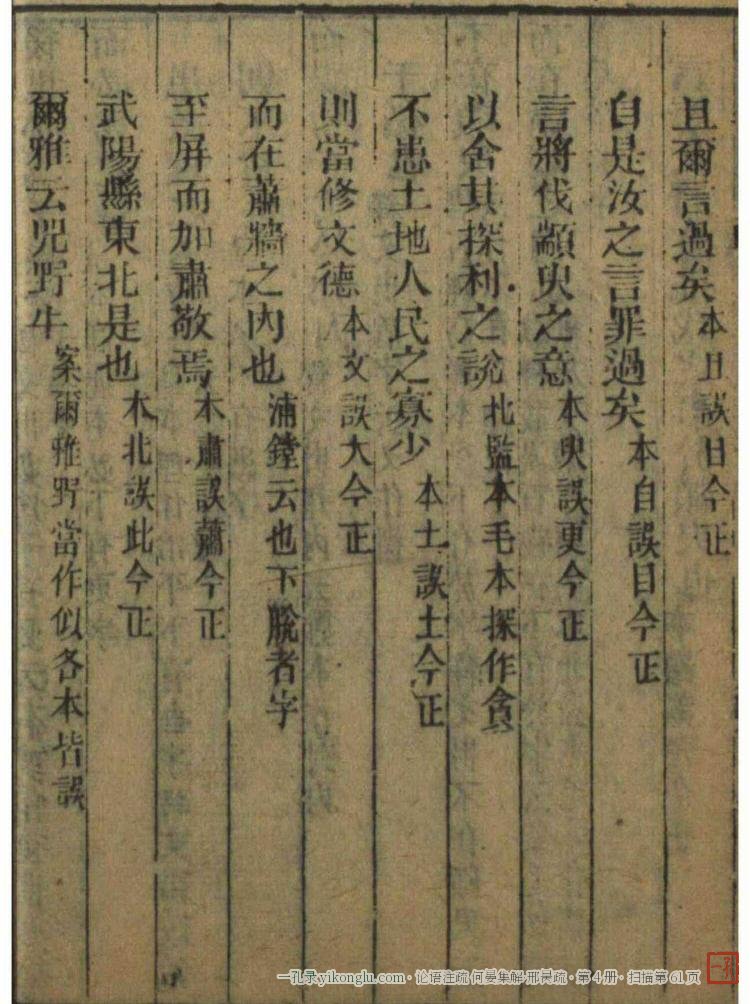 且爾言過矣 本且誤日今正
自是汝之言罪過矣 本自誤目今正
言將伐顓臾之意 本臾誤更今正
以舍其探利之說 北監本毛本探作貪
不患土地人民之寡少 本土誤士今正
則當修文德 本文誤大今正
而在蕭牆之內也 浦鏜云也下脫者字
至屏而加肅敬焉 本肅誤蕭今正
武陽縣東北是也 本北誤此今正
爾雅云兕野牛 案爾雅野當作似各本皆誤
一孔录yikonglu.com · 论语注疏 何晏集解 邢昺疏 · 第4册 · 扫描第61页